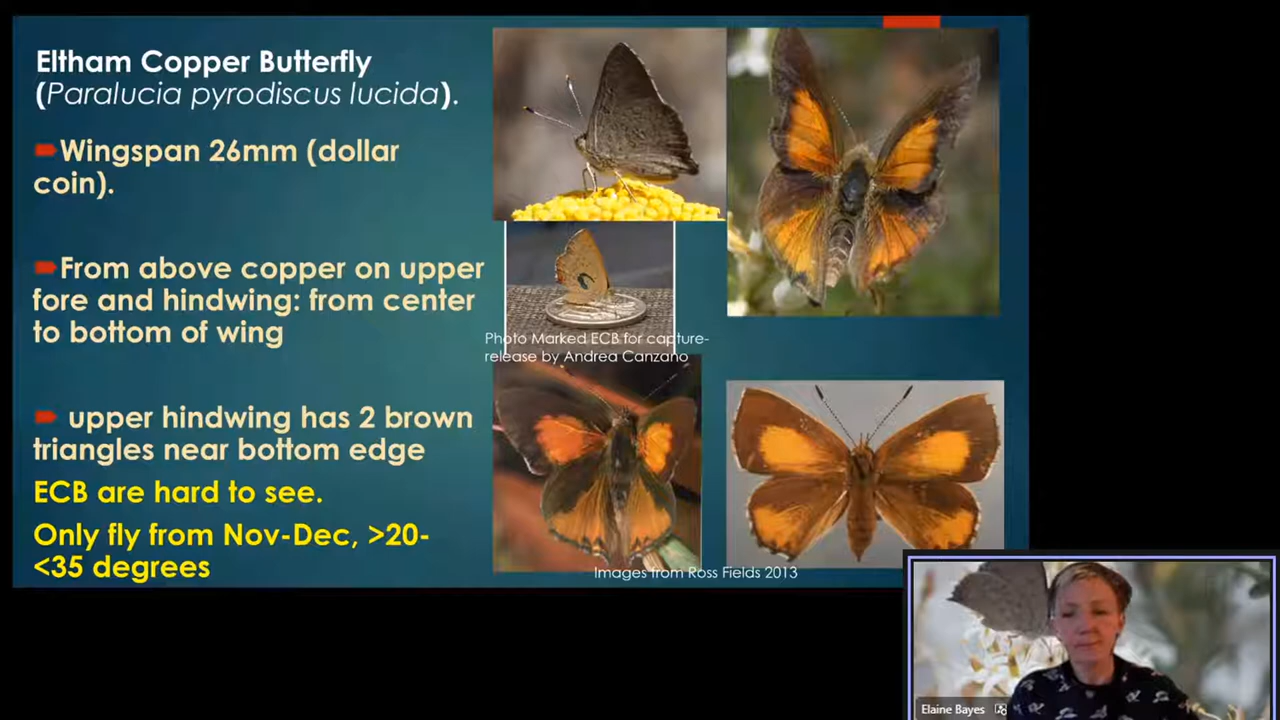 Eltham Copper Butterfly
(Paralucia pyrodiscus lucida).
Wingspan 26mm (dollar
coin).
From above copper on upper
fore and hindwing: from center
to bottom of wing
upper hindwing has 2 brown
triangles near bottom edge
ECB are hard to see.
Only fly from Nov-Dec, >20-
<35 degrees
Photo Marked ECB for capture-
release by Andrea Canzano
Images from Ross Fields 2013
Elaine Bayes